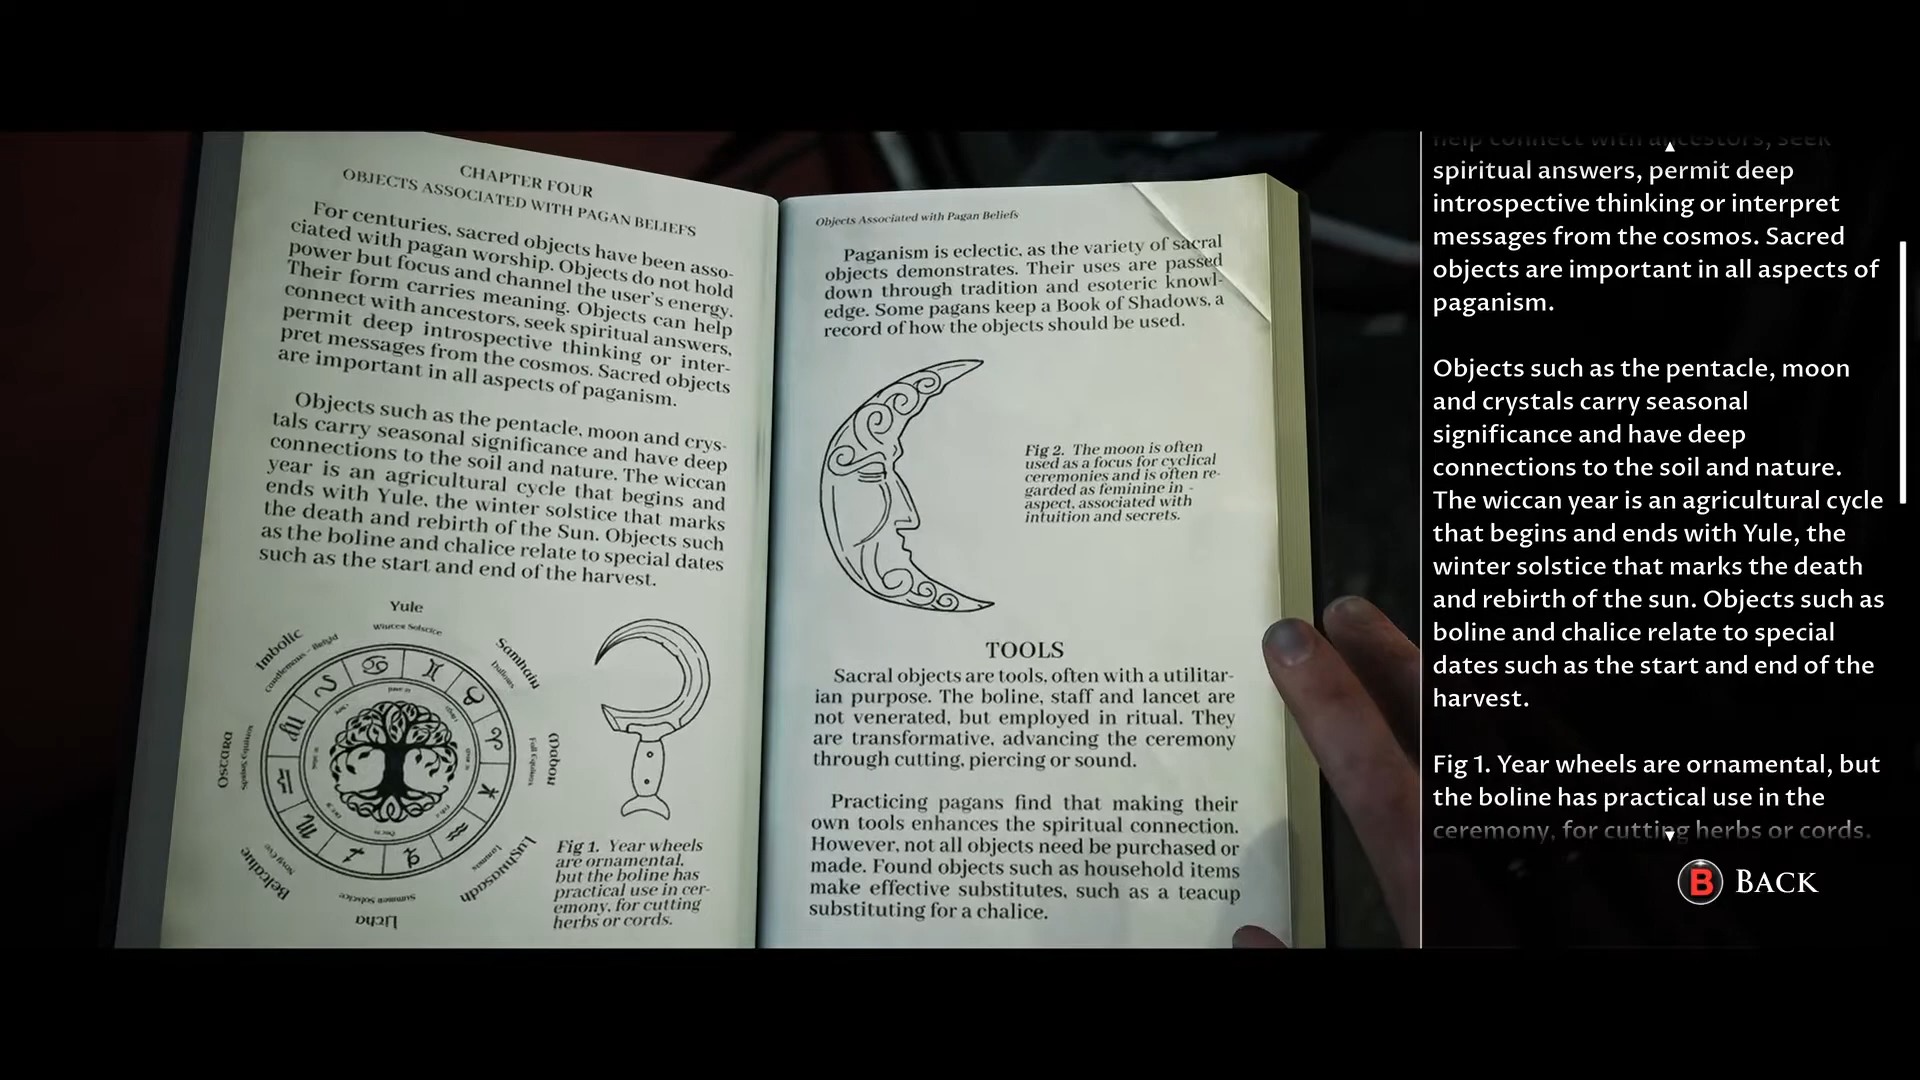 CHAPTER FOUR
OBJECTS ASSOCIATED WITH PAGAN BELIEFS
For centuries, sacred objects have been asso-
ciated with pagan worship. Objects do not hold
power but focus and channel the user's energy.
Their form carries meaning. Objects can help
connect with ancestors, seek spiritual answers,
permit deep introspective thinking or inter-
pret messages from the cosmos. Sacred objects
are important in all aspects of paganism.
Objects such as the pentacle, moon and crys-
tals carry seasonal significance and have deep
connections to the soil and nature. The wiccan
year is an agricultural cycle that begins and
ends with Yule, the winter solstice that marks
the death and rebirth of the Sun. Objects such
as the boline and chalice relate to special dates
such as the start and end of the harvest.
Yule
Winter Solstice
Imbolic
Candlemas - Brighid
Samhain
Hallows
Ostara
Spring Equinox
Mabon
Fall Equinox
Beltaine
Lughnasadh
Lammas
Summer Solstice
Litha
Fig 1. Year wheels
are ornamental,
but the boline has
practical use in cer-
emony, for cutting
herbs or cords.
Objects Associated with Pagan Beliefs
Paganism is eclectic, as the variety of sacral
objects demonstrates. Their uses are passed
down through tradition and esoteric knowl-
edge. Some pagans keep a Book of Shadows, a
record of how the objects should be used.
Fig 2. The moon is often
used as a focus for cyclical
ceremonies and is often re-
garded as feminine in -
aspect, associated with
intuition and secrets.
TOOLS
Sacral objects are tools, often with a utilitar-
ian purpose. The boline, staff and lancet are
not venerated, but employed in ritual. They
are transformative, advancing the ceremony
through cutting, piercing or sound.
Practicing pagans find that making their
own tools enhances the spiritual connection.
However, not all objects need be purchased or
made. Found objects such as household items
make effective substitutes, such as a teacup
substituting for a chalice.
help connect with ancestors, seek
spiritual answers, permit deep
introspective thinking or interpret
messages from the cosmos. Sacred
objects are important in all aspects of
paganism.
Objects such as the pentacle, moon
and crystals carry seasonal
significance and have deep
connections to the soil and nature.
The wiccan year is an agricultural cycle
that begins and ends with Yule, the
winter solstice that marks the death
and rebirth of the sun. Objects such as
boline and chalice relate to special
dates such as the start and end of the
harvest.
Fig 1. Year wheels are ornamental, but
the boline has practical use in the
ceremony, for cutting herbs or cords.
B BACK